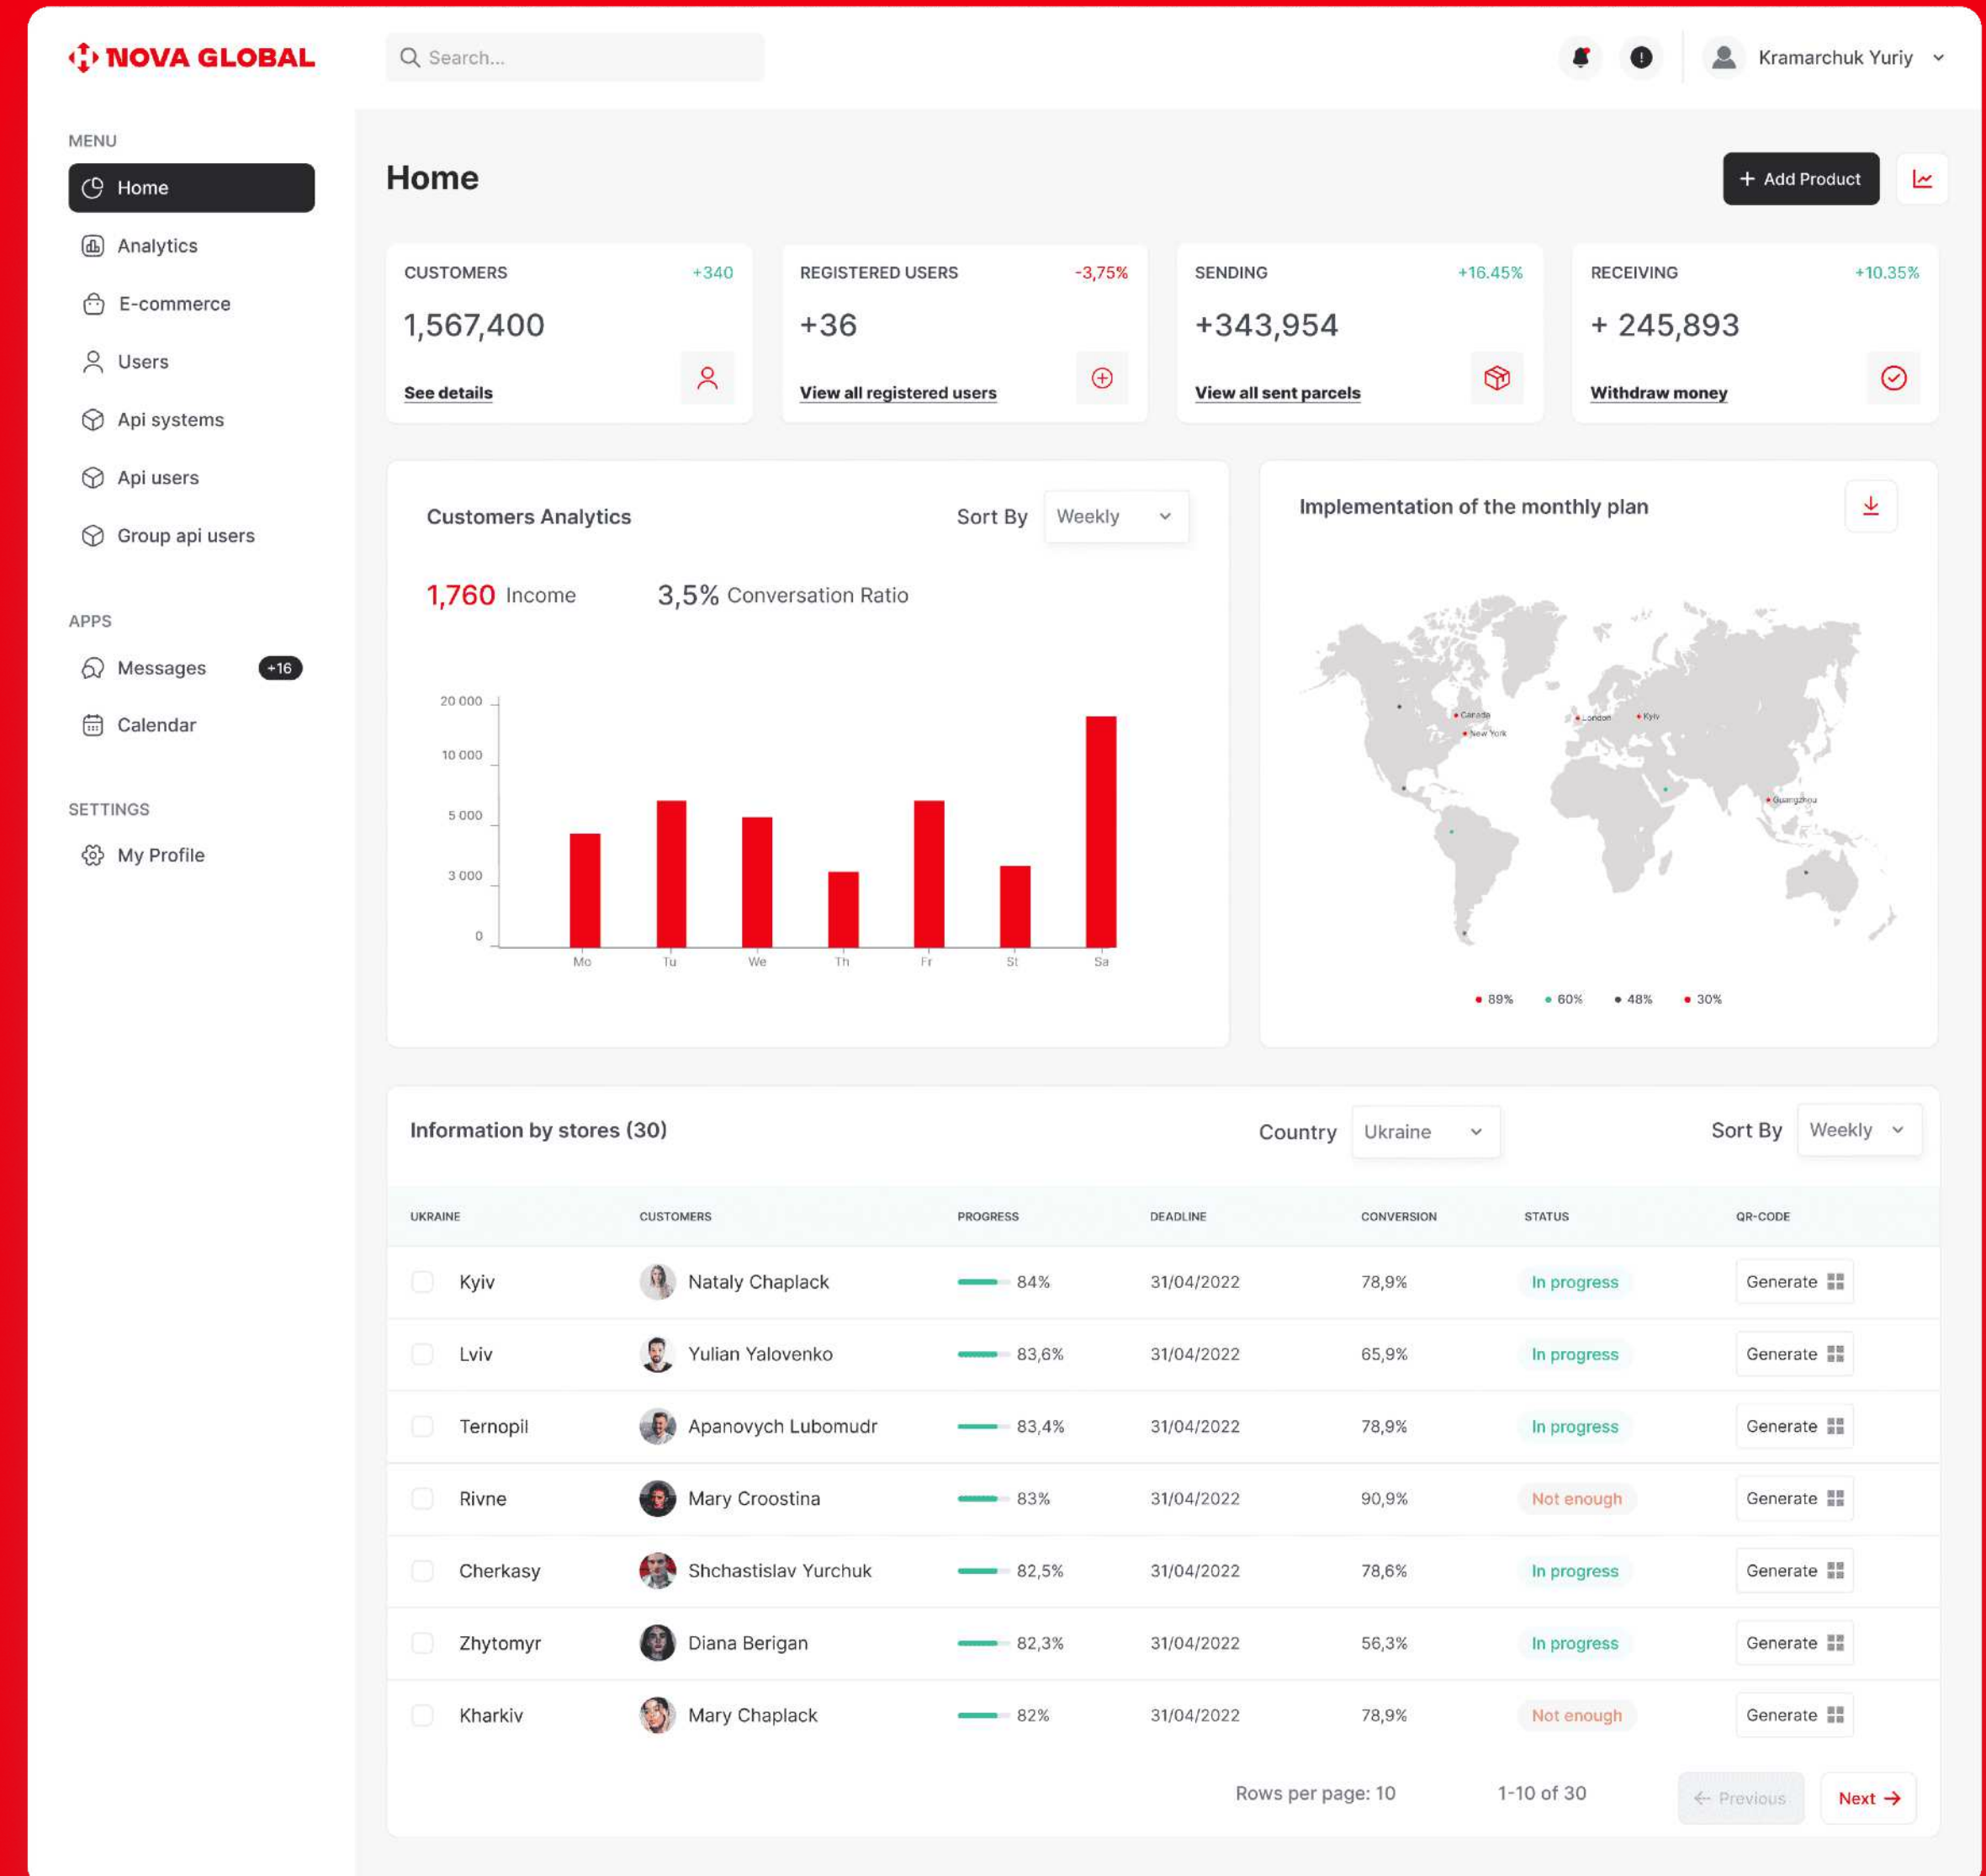 NOVA GLOBAL
Search...
!
Kramarchuk Yuriy
MENU
Home
Analytics
E-commerce
Users
Api systems
Api users
Group api users
APPS
Messages +16
Calendar
SETTINGS
My Profile
Home
+ Add Product
CUSTOMERS +340
1,567,400
See details
REGISTERED USERS -3,75%
+36
View all registered users
SENDING +16.45%
+343,954
View all sent parcels
RECEIVING +10.35%
+ 245,893
Withdraw money
Customers Analytics Sort By Weekly
1,760 Income 3,5% Conversation Ratio
20 000
10 000
5 000
3 000
0
Mo Tu We Th Fr St Sa
Implementation of the monthly plan
Canada
New York
London
Kyiv
Guangzhou
89% 60% 48% 30%
Information by stores (30) Country Ukraine Sort By Weekly
UKRAINE CUSTOMERS PROGRESS DEADLINE CONVERSION STATUS QR-CODE
Kyiv Nataly Chaplack 84% 31/04/2022 78,9% In progress Generate
Lviv Yulian Yalovenko 83,6% 31/04/2022 65,9% In progress Generate
Ternopil Apanovych Lubomudr 83,4% 31/04/2022 78,9% In progress Generate
Rivne Mary Croostina 83% 31/04/2022 90,9% Not enough Generate
Cherkasy Shchastislav Yurchuk 82,5% 31/04/2022 78,6% In progress Generate
Zhytomyr Diana Berigan 82,3% 31/04/2022 56,3% In progress Generate
Kharkiv Mary Chaplack 82% 31/04/2022 78,9% Not enough Generate
Rows per page: 10 1-10 of 30 ← Previous Next →